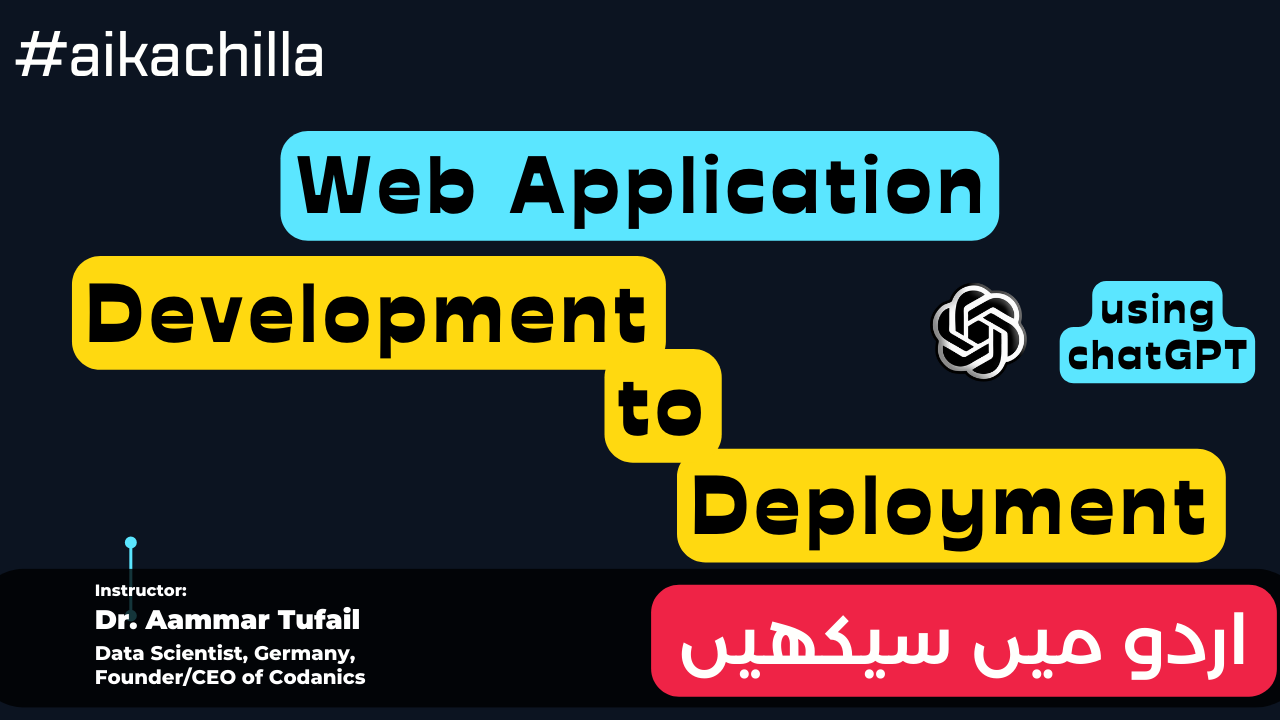 #aikachilla
Web Application
Development
to
Deployment
using
chatGPT
Instructor:
Dr. Aammar Tufail
Data Scientist, Germany,
Founder/CEO of Codanics
اردو میں سیکھیں